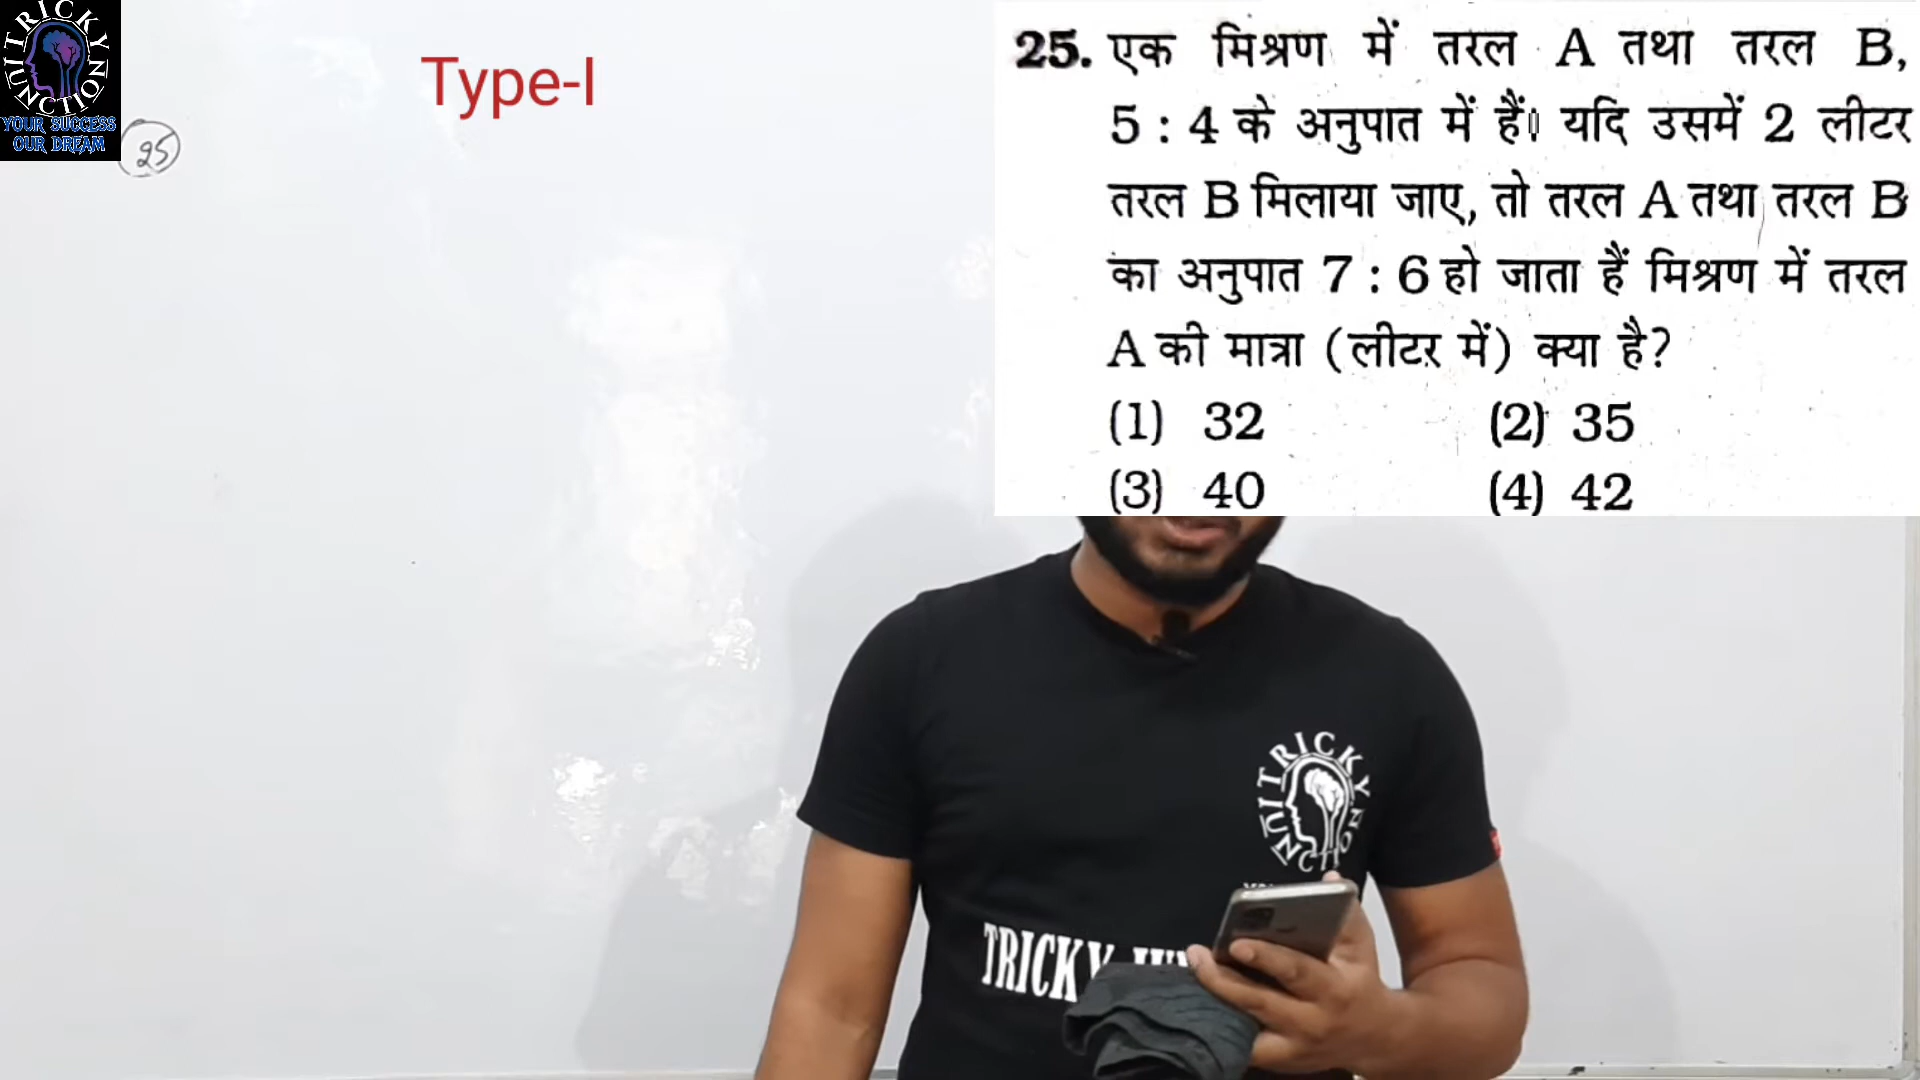 TRICKY JUNCTION
YOUR SUCCESS
OUR DREAM
25
Type-I
25. एक मिश्रण में तरल A तथा तरल B,
5 : 4 के अनुपात में हैं। यदि उसमें 2 लीटर
तरल B मिलाया जाए, तो तरल A तथा तरल B
का अनुपात 7 : 6 हो जाता हैं मिश्रण में तरल
A की मात्रा (लीटर में) क्या है?
(1) 32 (2) 35
(3) 40 (4) 42
TRICKY JUNCTION
TRICKY